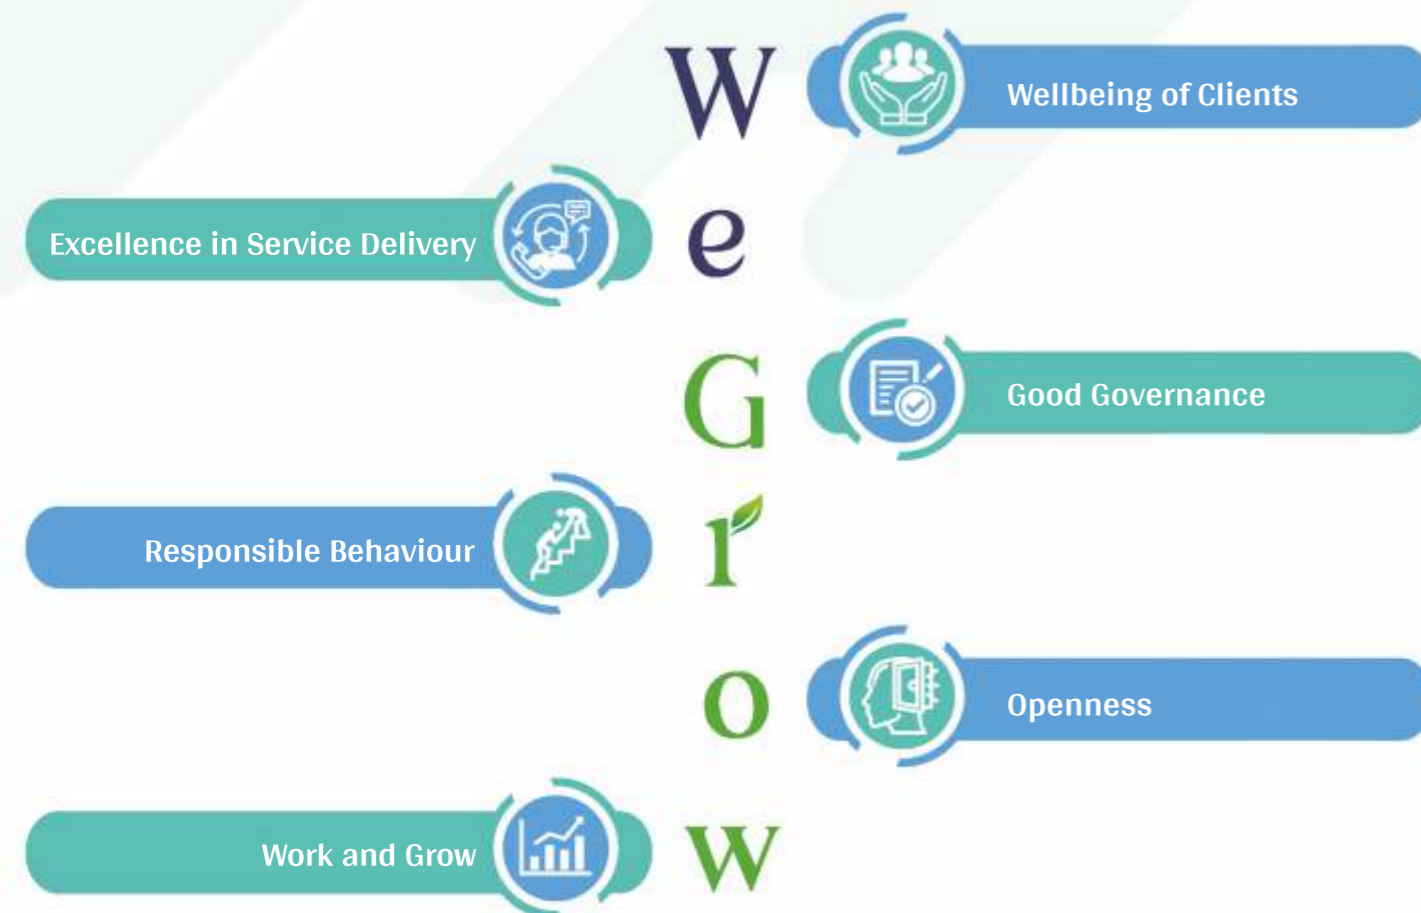 W
Wellbeing of Clients
Excellence in Service Delivery
e
G
Good Governance
Responsible Behaviour
r
o
Openness
Work and Grow
w